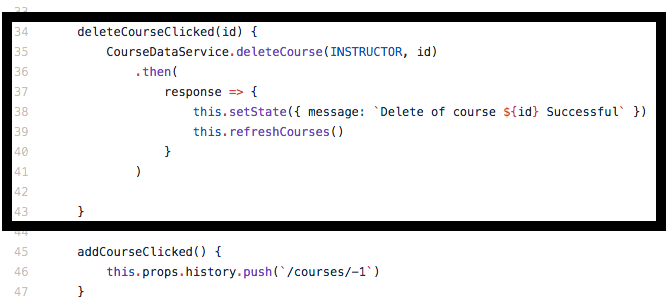 33
34 deleteCourseClicked(id) {
35 CourseDataService.deleteCourse(INSTRUCTOR, id)
36 .then(
37 response => {
38 this.setState({ message: `Delete of course ${id} Successful` })
39 this.refreshCourses()
40 }
41 )
42
43 }
44
45 addCourseClicked() {
46 this.props.history.push(`/courses/-1`)
47 }